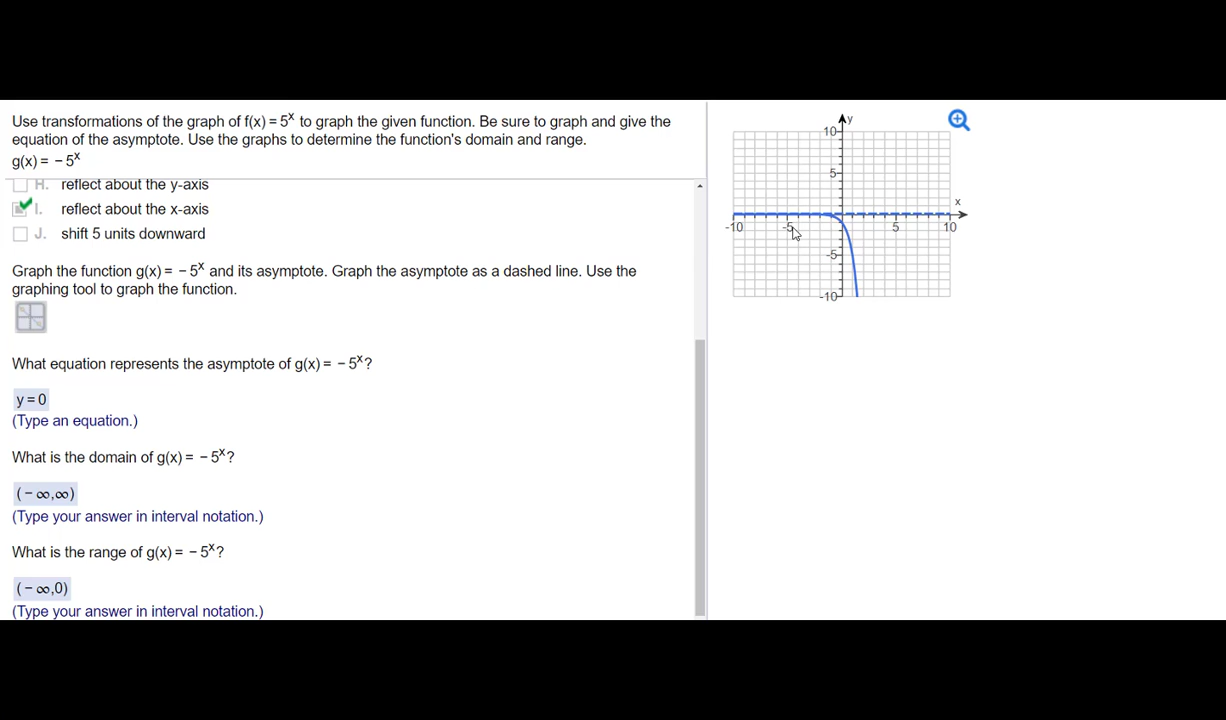 Use transformations of the graph of f(x) = 5ˣ to graph the given function. Be sure to graph and give the
equation of the asymptote. Use the graphs to determine the function's domain and range.
g(x) = − 5ˣ
H. reflect about the y-axis
I. reflect about the x-axis
J. shift 5 units downward
Graph the function g(x) = − 5ˣ and its asymptote. Graph the asymptote as a dashed line. Use the
graphing tool to graph the function.
What equation represents the asymptote of g(x) = − 5ˣ?
y = 0
(Type an equation.)
What is the domain of g(x) = − 5ˣ?
(− ∞,∞)
(Type your answer in interval notation.)
What is the range of g(x) = − 5ˣ?
(− ∞,0)
(Type your answer in interval notation.)
y
10
5
x
-10 -5 5 10
-5
-10